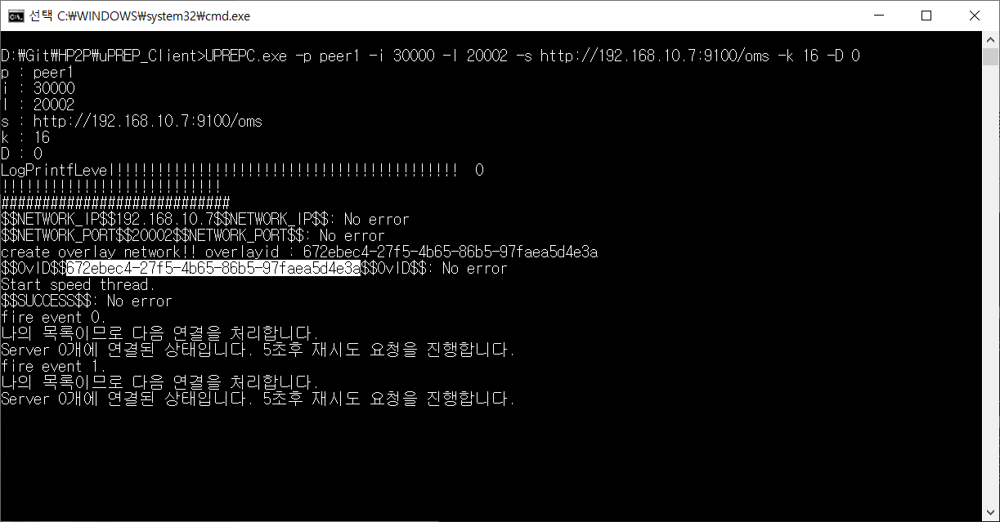 선택 C:₩WINDOWS₩system32₩cmd.exe
D:₩Git₩HP2P₩uPREP_Client>UPREPC.exe -p peer1 -i 30000 -l 20002 -s http://192.168.10.7:9100/oms -k 16 -D 0
p : peer1
i : 30000
l : 20002
s : http://192.168.10.7:9100/oms
k : 16
D : 0
LogPrintfLevel!!!!!!!!!!!!!!!!!!!!!!!!!!!!!!!!!!!!!!!!!!!  0
!!!!!!!!!!!!!!!!!!!!!!!!!!!
############################
$$NETWORK_IP$$192.168.10.7$$NETWORK_IP$$: No error
$$NETWORK_PORT$$20002$$NETWORK_PORT$$: No error
create overlay network!! overlayid : 672ebec4-27f5-4b65-86b5-97faea5d4e3a
$$OvID$$672ebec4-27f5-4b65-86b5-97faea5d4e3a$$OvID$$: No error
Start speed thread.
$$SUCCESS$$: No error
fire event 0.
나의 목록이므로 다음 연결을 처리합니다.
Server 0개에 연결된 상태입니다. 5초후 재시도 요청을 진행합니다.
fire event 1.
나의 목록이므로 다음 연결을 처리합니다.
Server 0개에 연결된 상태입니다. 5초후 재시도 요청을 진행합니다.